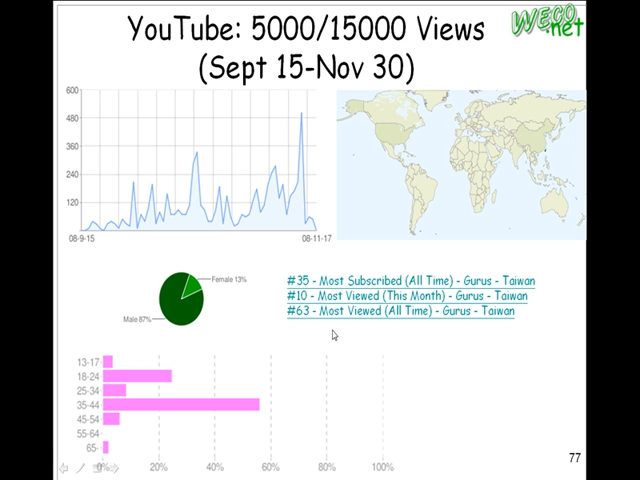 YouTube: 5000/15000 Views
(Sept 15-Nov 30)
WECO
.net
600
480
360
240
120
08-9-15
08-11-17
Female 13%
Male 87%
#35 - Most Subscribed (All Time) - Gurus - Taiwan
#10 - Most Viewed (This Month) - Gurus - Taiwan
#63 - Most Viewed (All Time) - Gurus - Taiwan
13-17
18-24
25-34
35-44
45-54
55-64
65-
0% 20% 40% 60% 80% 100%
77